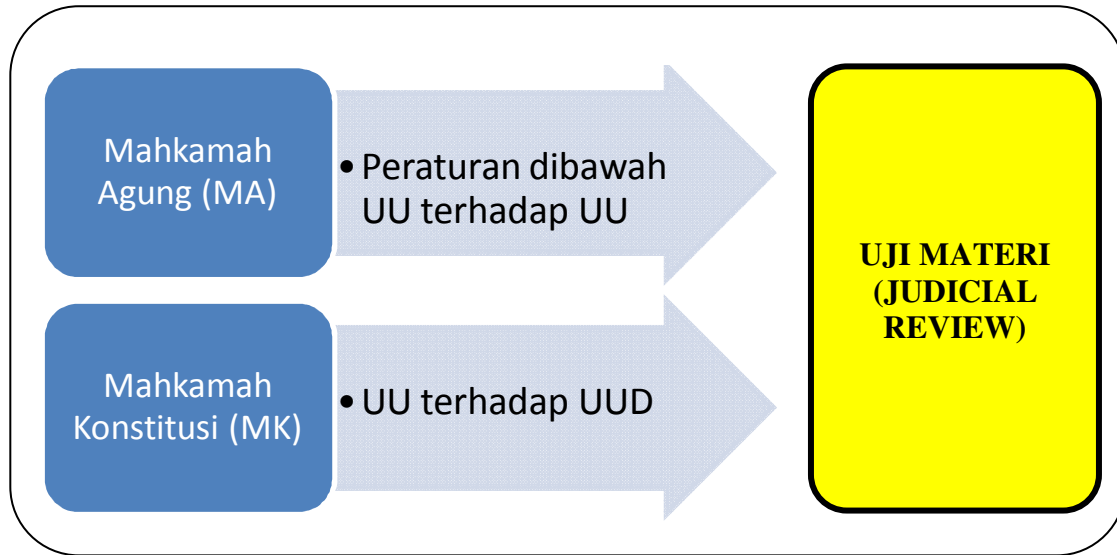 Mahkamah
Agung (MA)
• Peraturan dibawah
UU terhadap UU
Mahkamah
Konstitusi (MK)
• UU terhadap UUD
UJI MATERI
(JUDICIAL
REVIEW)